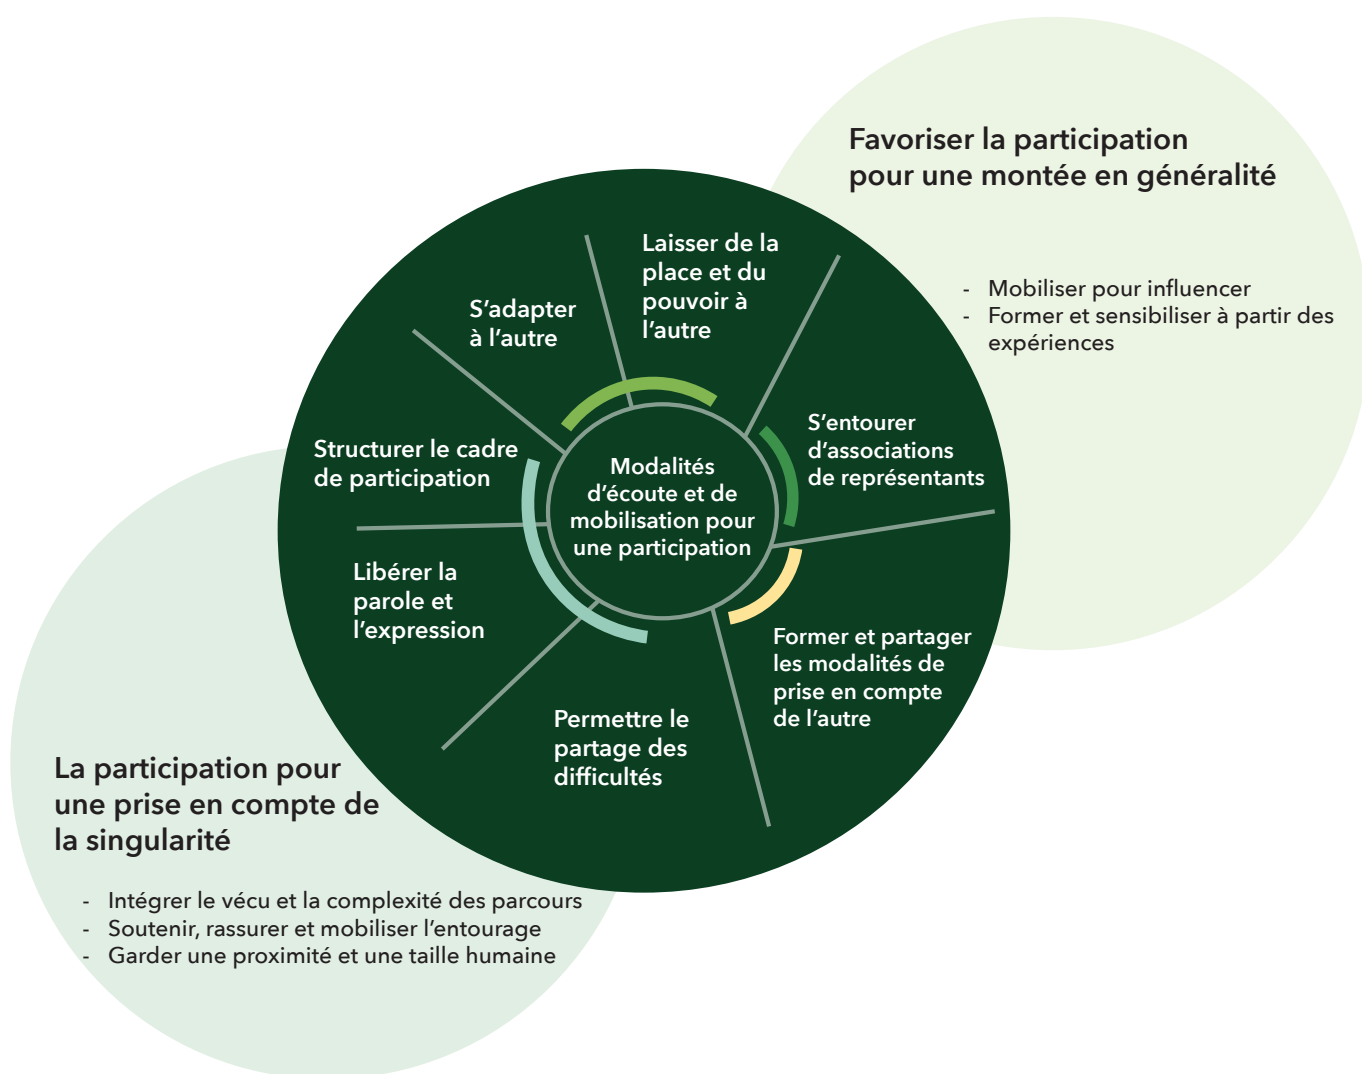 Favoriser la participation
pour une montée en généralité
- Mobiliser pour influencer
- Former et sensibiliser à partir des
expériences
Laisser de la
place et du
pouvoir à
l’autre
S’adapter
à l’autre
S’entourer
d’associations
de représentants
Structurer le cadre
de participation
Modalités
d’écoute et de
mobilisation pour
une participation
Libérer la
parole et
l’expression
Former et partager
les modalités de
prise en compte
de l’autre
Permettre le
partage des
difficultés
La participation pour
une prise en compte de
la singularité
- Intégrer le vécu et la complexité des parcours
- Soutenir, rassurer et mobiliser l’entourage
- Garder une proximité et une taille humaine